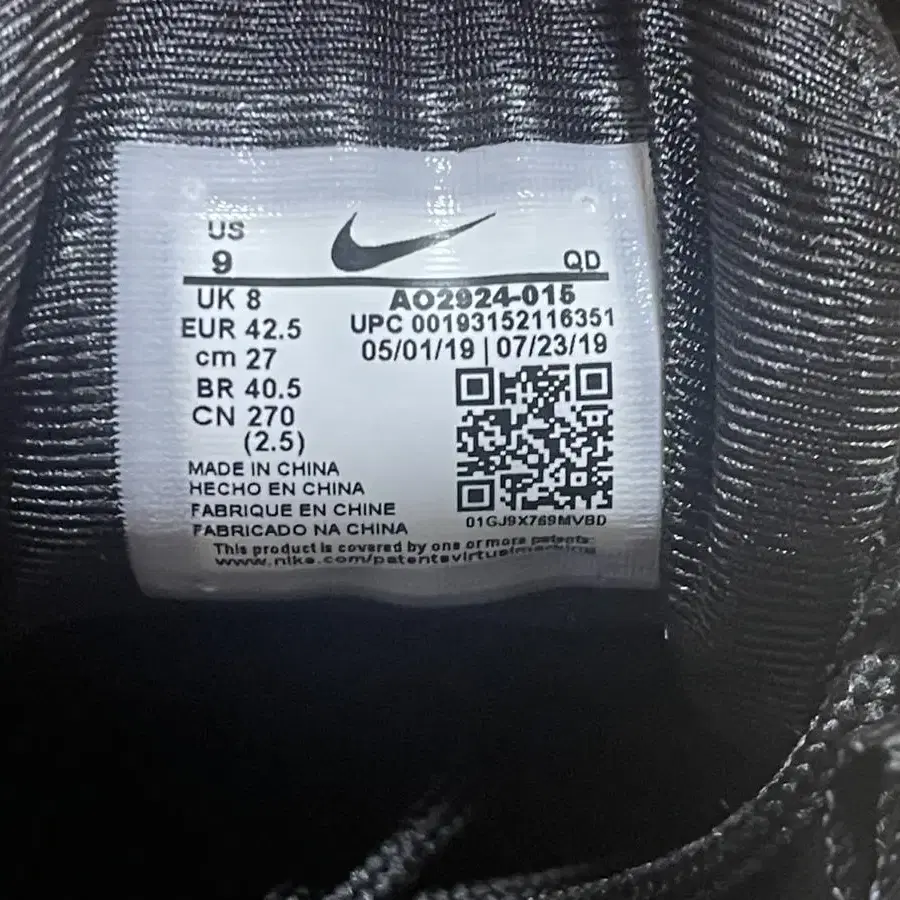 US
9
QD
UK 8
AO2924-015
EUR 42.5
UPC 00193152116351
cm 27
05/01/19 | 07/23/19
BR 40.5
CN 270
(2.5)
MADE IN CHINA
HECHO EN CHINA
FABRIQUE EN CHINE
FABRICADO NA CHINA
01GJ9X769MVBD
This product is covered by one or more patents:
www.nike.com/patentsvirtualmarking